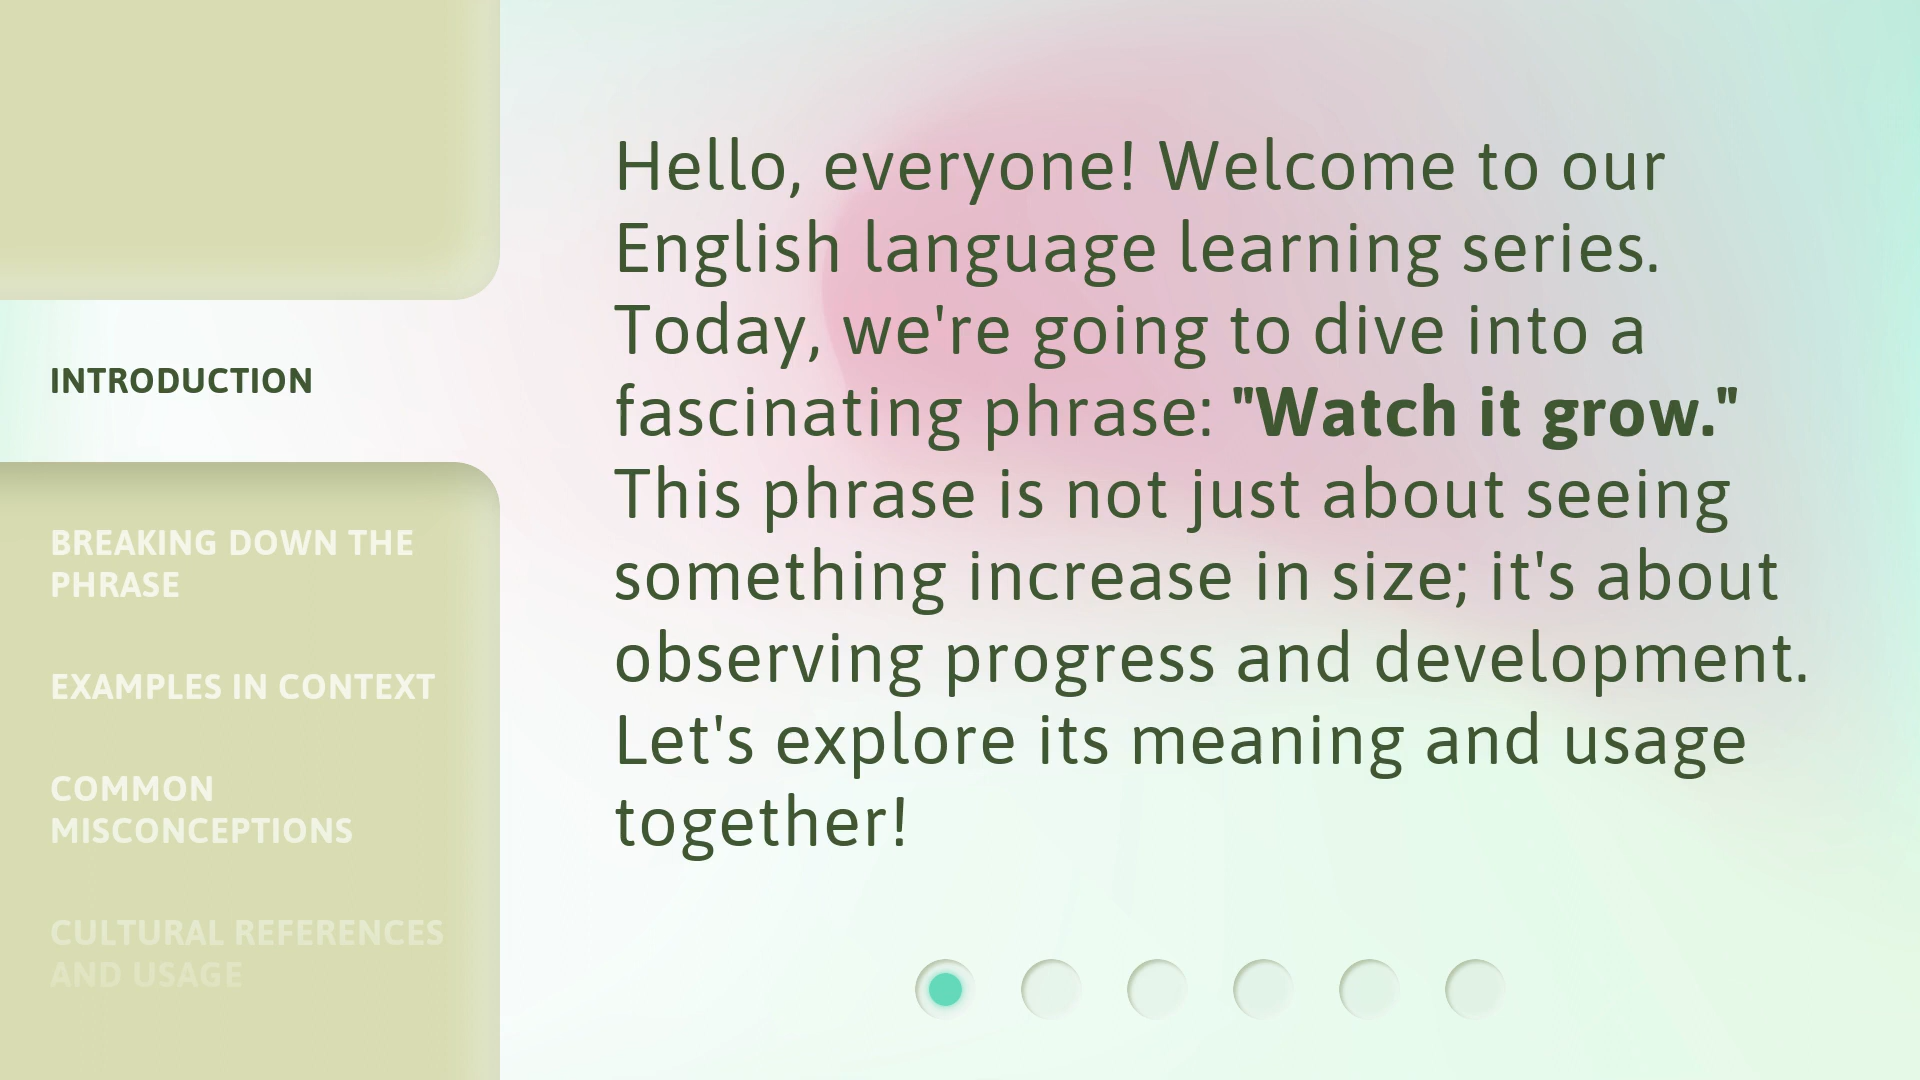 INTRODUCTION
BREAKING DOWN THE
PHRASE
EXAMPLES IN CONTEXT
COMMON
MISCONCEPTIONS
CULTURAL REFERENCES
AND USAGE
Hello, everyone! Welcome to our
English language learning series.
Today, we're going to dive into a
fascinating phrase: "Watch it grow."
This phrase is not just about seeing
something increase in size; it's about
observing progress and development.
Let's explore its meaning and usage
together!